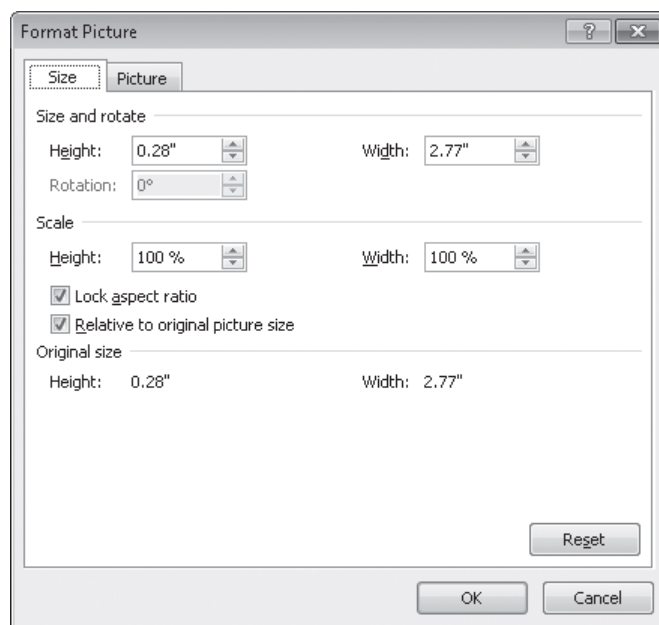 Format Picture
Size Picture
Size and rotate
Height: 0.28" Width: 2.77"
Rotation: 0°
Scale
Height: 100 % Width: 100 %
Lock aspect ratio
Relative to original picture size
Original size
Height: 0.28" Width: 2.77"
Reset
OK Cancel